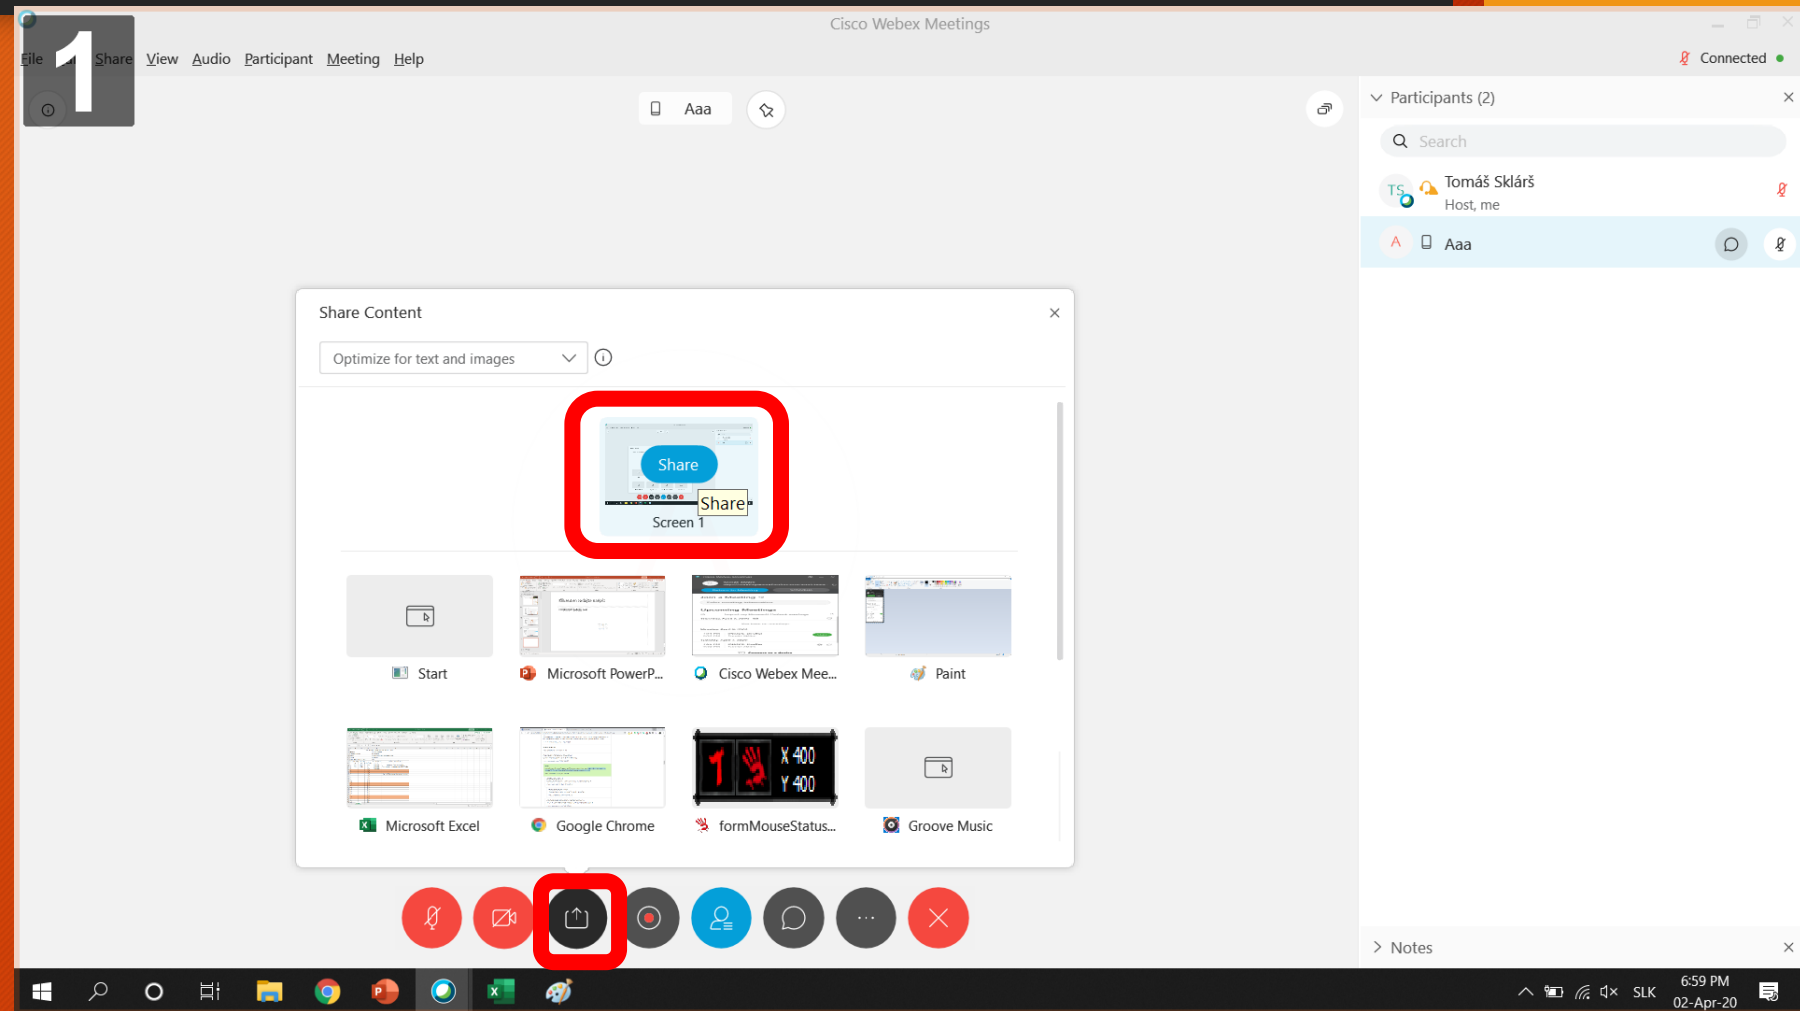 Cisco Webex Meetings
1
File
Share View Audio Participant Meeting Help
Connected
Aaa
Participants (2)
Search
TS Tomáš Sklárš
Host, me
A Aaa
Share Content
Optimize for text and images
Share
Share
Screen 1
Start
Microsoft PowerP...
Cisco Webex Mee...
Paint
X 400
Y 400
Microsoft Excel
Google Chrome
formMouseStatus...
Groove Music
Notes
SLK
6:59 PM
02-Apr-20